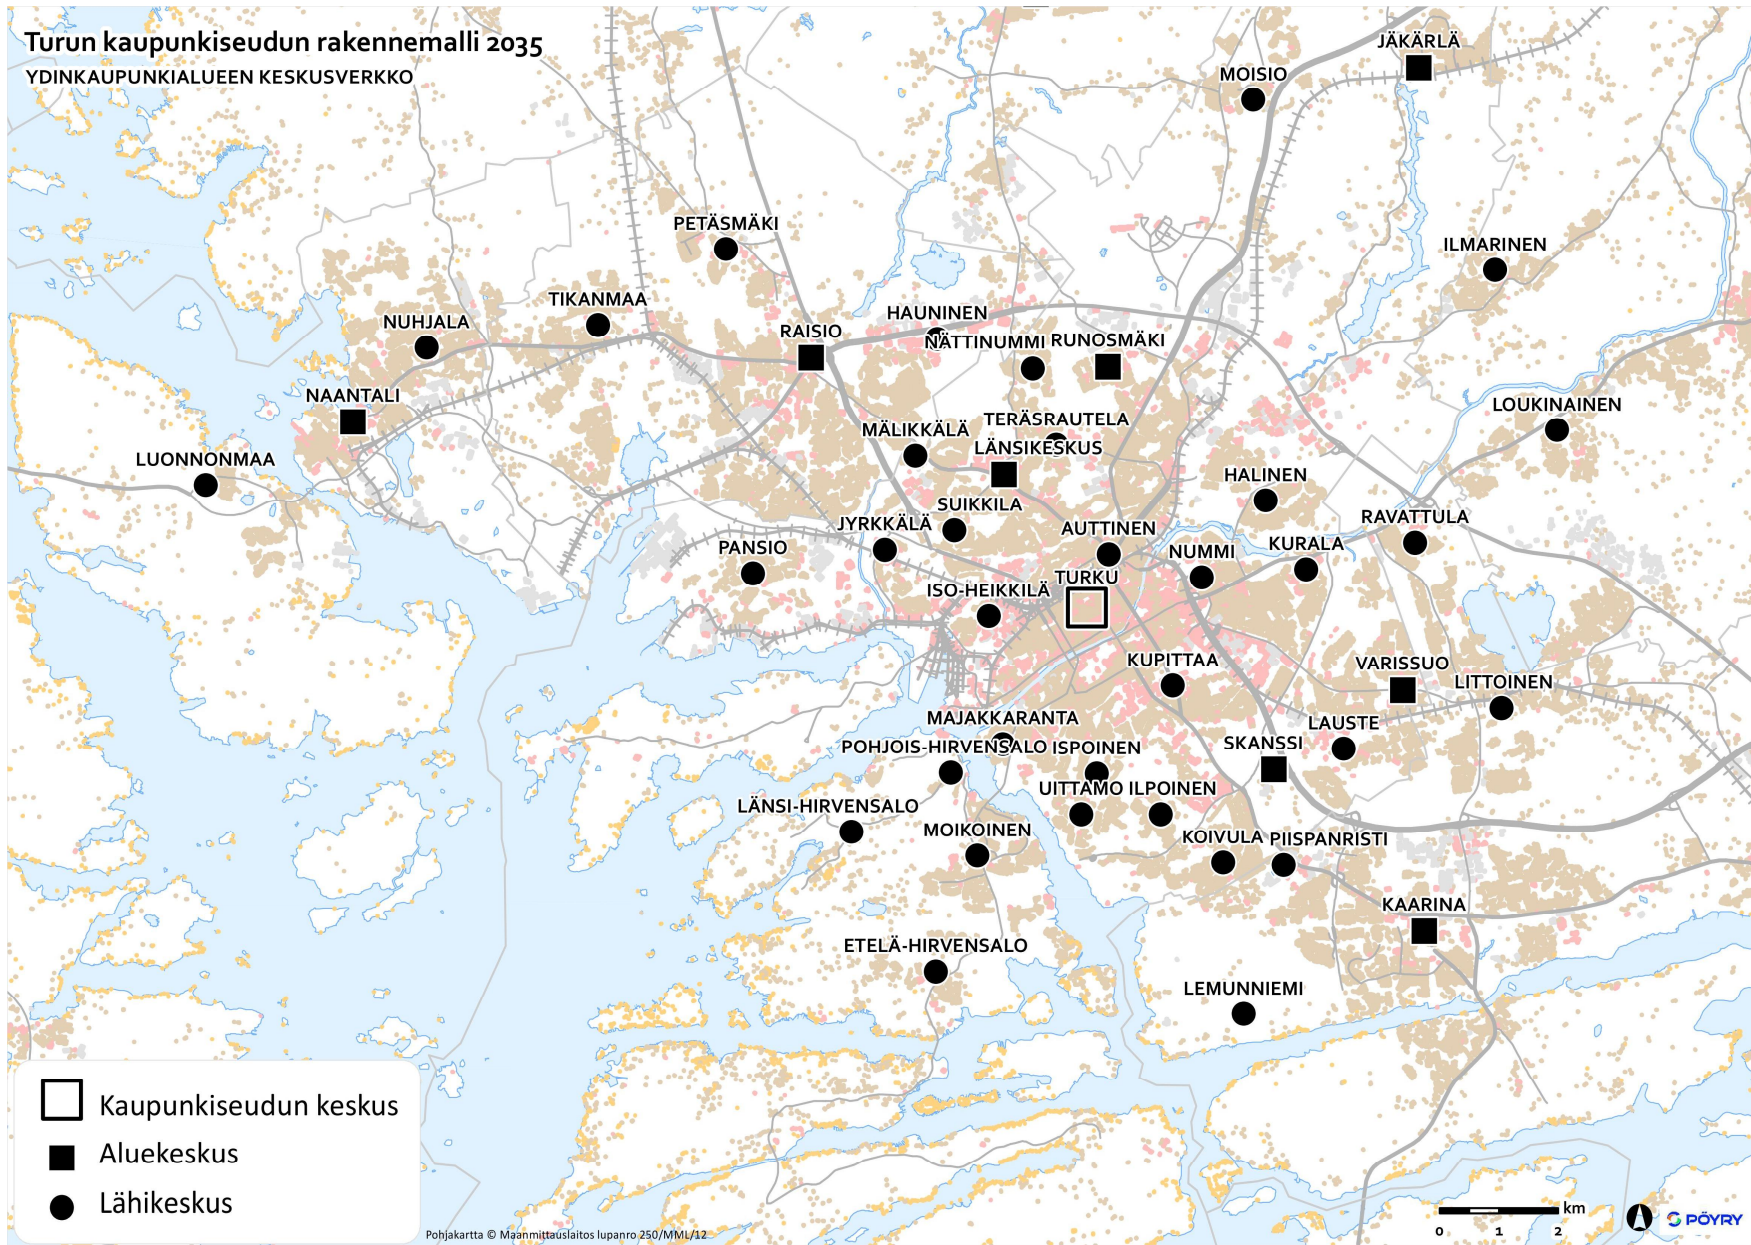 Turun kaupunkiseudun rakennemalli 2035
YDINKAUPUNKIALUEEN KESKUSVERKKO
JÄKÄRLÄ
MOISIO
PETÄSMÄKI
ILMARINEN
TIKANMAA
NUHJALA
RAISIO
HAUNINEN
NÄTTINUMMI
RUNOSMÄKI
NAANTALI
LOUKINAINEN
TERÄSRAUTELA
MÄLIKKÄLÄ
LÄNSIKESKUS
LUONNONMAA
HALINEN
SUIKKILA
JYRKKÄLÄ
AUTTINEN
RAVATTULA
PANSIO
NUMMI
KURALA
TURKU
ISO-HEIKKILÄ
KUPITTAA
VARISSUO
LITTOINEN
MAJAKKARANTA
LAUSTE
POHJOIS-HIRVENSALO
ISPOINEN
SKANSSI
UITTAMO
ILPOINEN
LÄNSI-HIRVENSALO
MOIKOINEN
KOIVULA
PIISPANRISTI
KAARINA
ETELÄ-HIRVENSALO
LEMUNNIEMI
Kaupunkiseudun keskus
Aluekeskus
Lähikeskus
Pohjakartta © Maanmittauslaitos lupanro 250/MML/12
km
0 1 2
PÖYRY